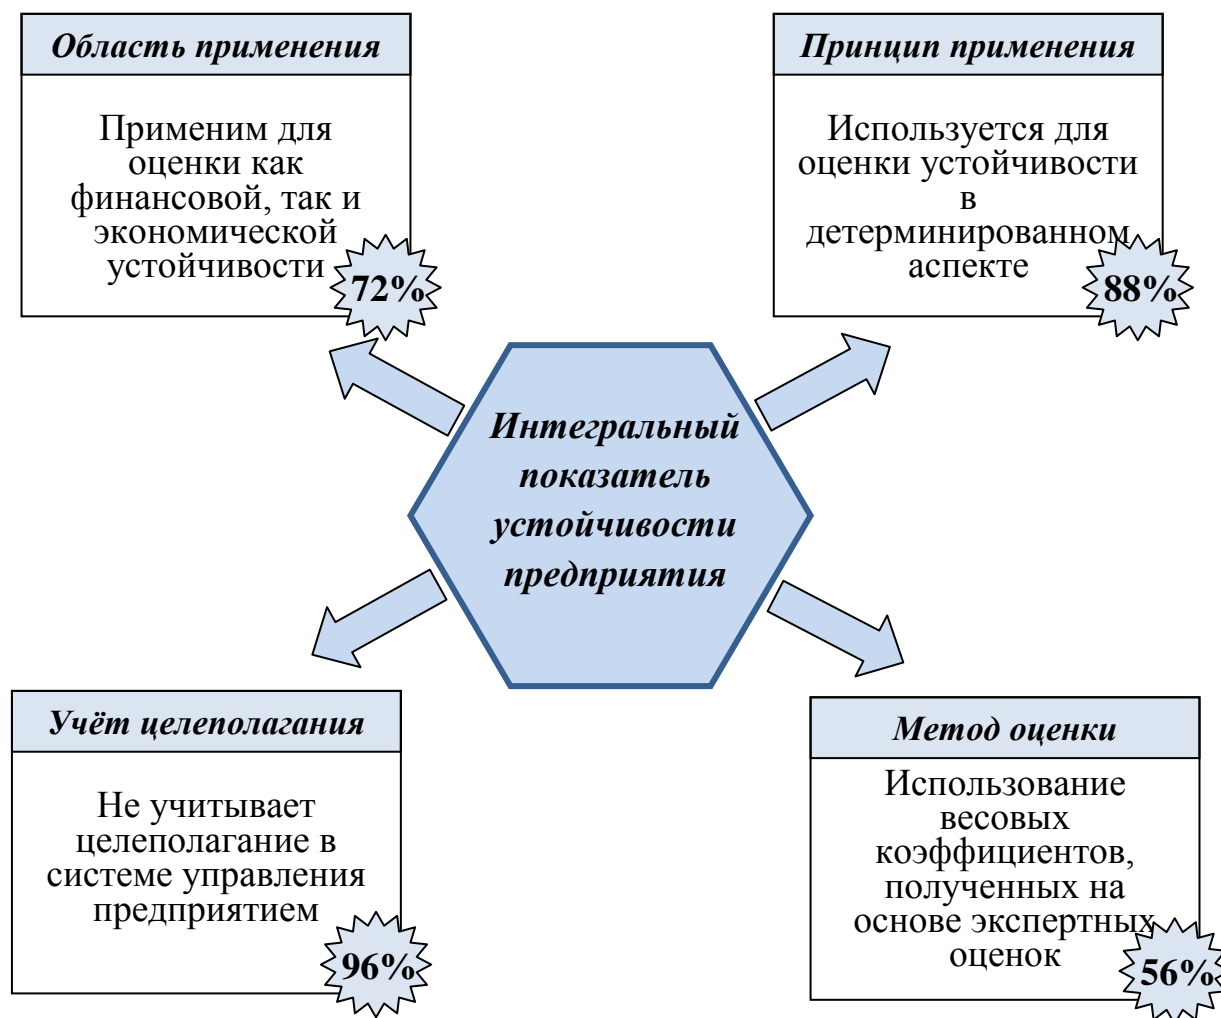 Область применения
Применим для
оценки как
финансовой, так и
экономической
устойчивости
72%
Принцип применения
Используется для
оценки устойчивости
в
детерминированном
аспекте
88%
Интегральный
показатель
устойчивости
предприятия
Учёт целеполагания
Не учитывает
целеполагание в
системе управления
предприятием
96%
Метод оценки
Использование
весовых
коэффициентов,
полученных на
основе экспертных
оценок
56%